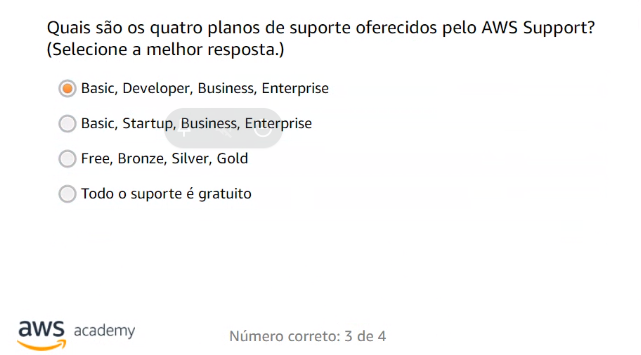 Quais são os quatro planos de suporte oferecidos pelo AWS Support?
(Selecione a melhor resposta.)
Basic, Developer, Business, Enterprise
Basic, Startup, Business, Enterprise
Free, Bronze, Silver, Gold
Todo o suporte é gratuito
aws academy
Número correto: 3 de 4